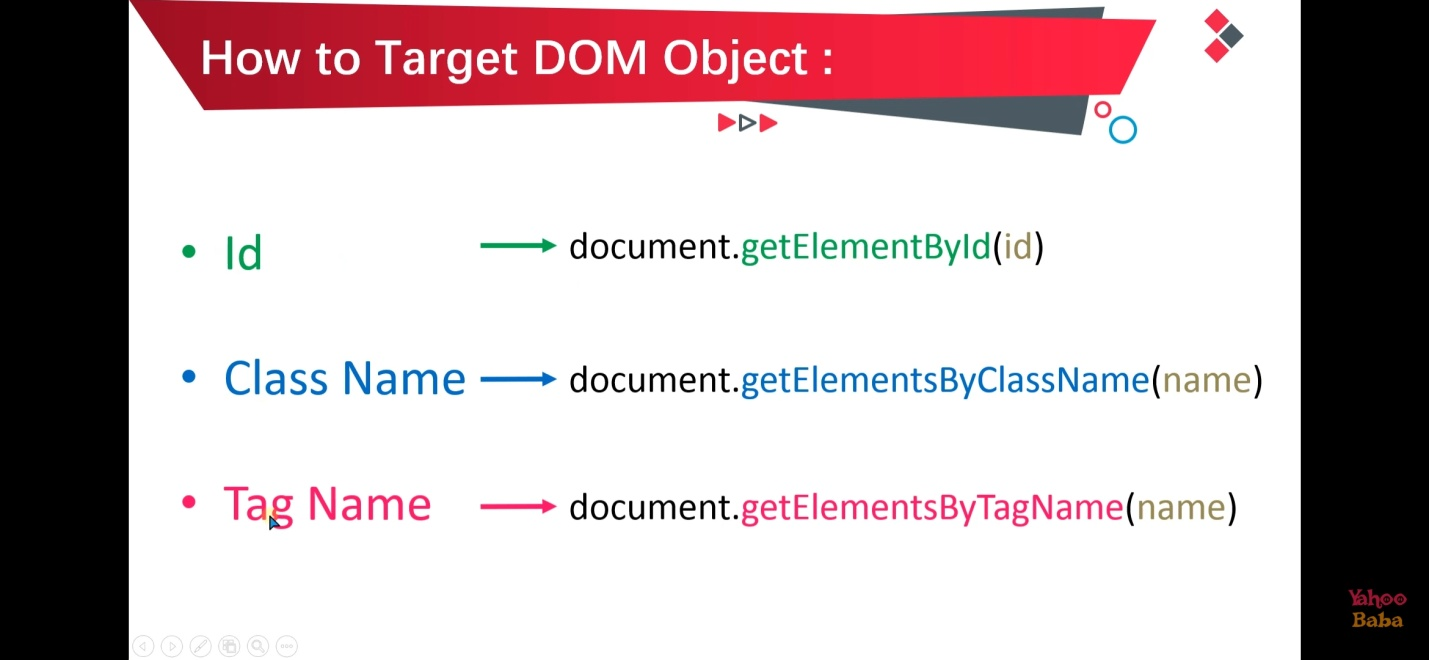 How to Target DOM Object :
• Id
document.getElementById(id)
• Class Name
document.getElementsByClassName(name)
• Tag Name
document.getElementsByTagName(name)
Yahoo
Baba